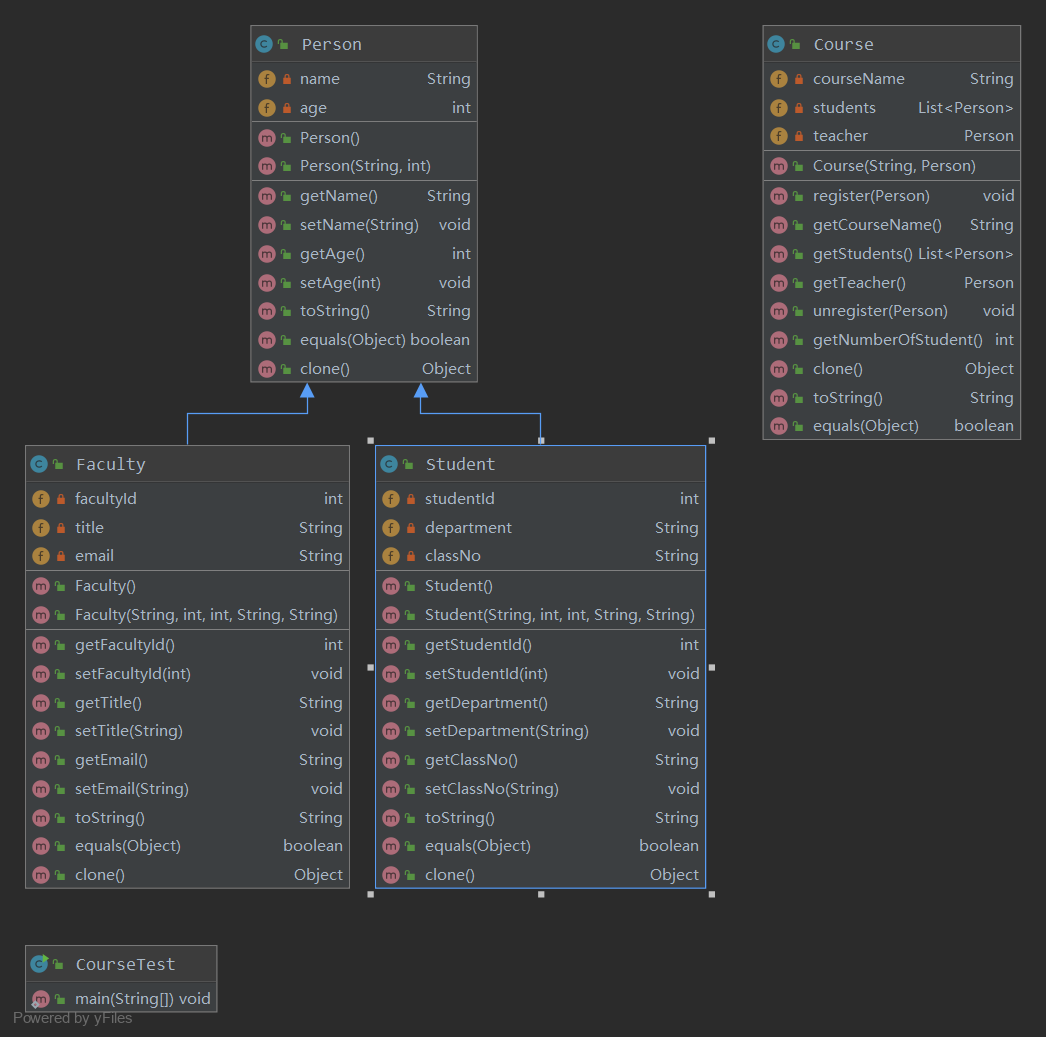 Person
name String
age int
Person()
Person(String, int)
getName() String
setName(String) void
getAge() int
setAge(int) void
toString() String
equals(Object) boolean
clone() Object
Course
courseName String
students List<Person>
teacher Person
Course(String, Person)
register(Person) void
getCourseName() String
getStudents() List<Person>
getTeacher() Person
unregister(Person) void
getNumberOfStudent() int
clone() Object
toString() String
equals(Object) boolean
Faculty
facultyId int
title String
email String
Faculty()
Faculty(String, int, int, String, String)
getFacultyId() int
setFacultyId(int) void
getTitle() String
setTitle(String) void
getEmail() String
setEmail(String) void
toString() String
equals(Object) boolean
clone() Object
Student
studentId int
department String
classNo String
Student()
Student(String, int, int, String, String)
getStudentId() int
setStudentId(int) void
getDepartment() String
setDepartment(String) void
getClassNo() String
setClassNo(String) void
toString() String
equals(Object) boolean
clone() Object
CourseTest
main(String[]) void
Powered by yFiles